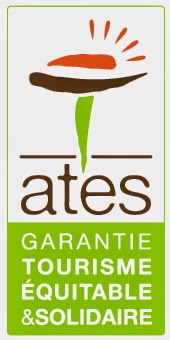 ates
GARANTIE
TOURISME
ÉQUITABLE
&SOLIDAIRE